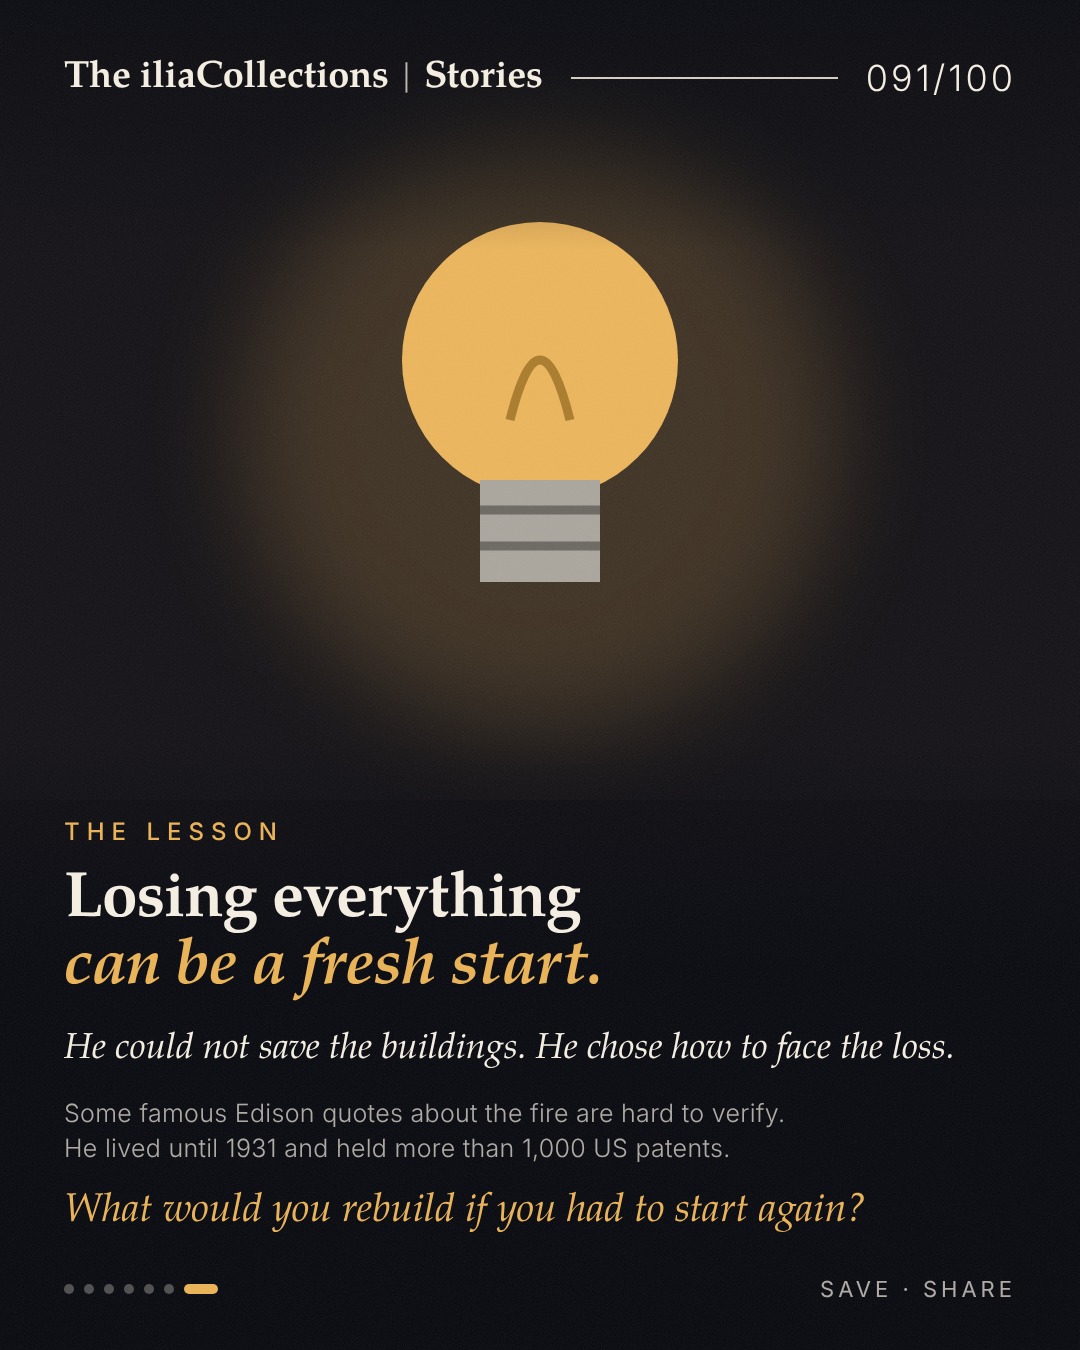 The iliaCollections | Stories 091/100
THE LESSON
Losing everything
can be a fresh start.
He could not save the buildings. He chose how to face the loss.
Some famous Edison quotes about the fire are hard to verify.
He lived until 1931 and held more than 1,000 US patents.
What would you rebuild if you had to start again?
SAVE · SHARE